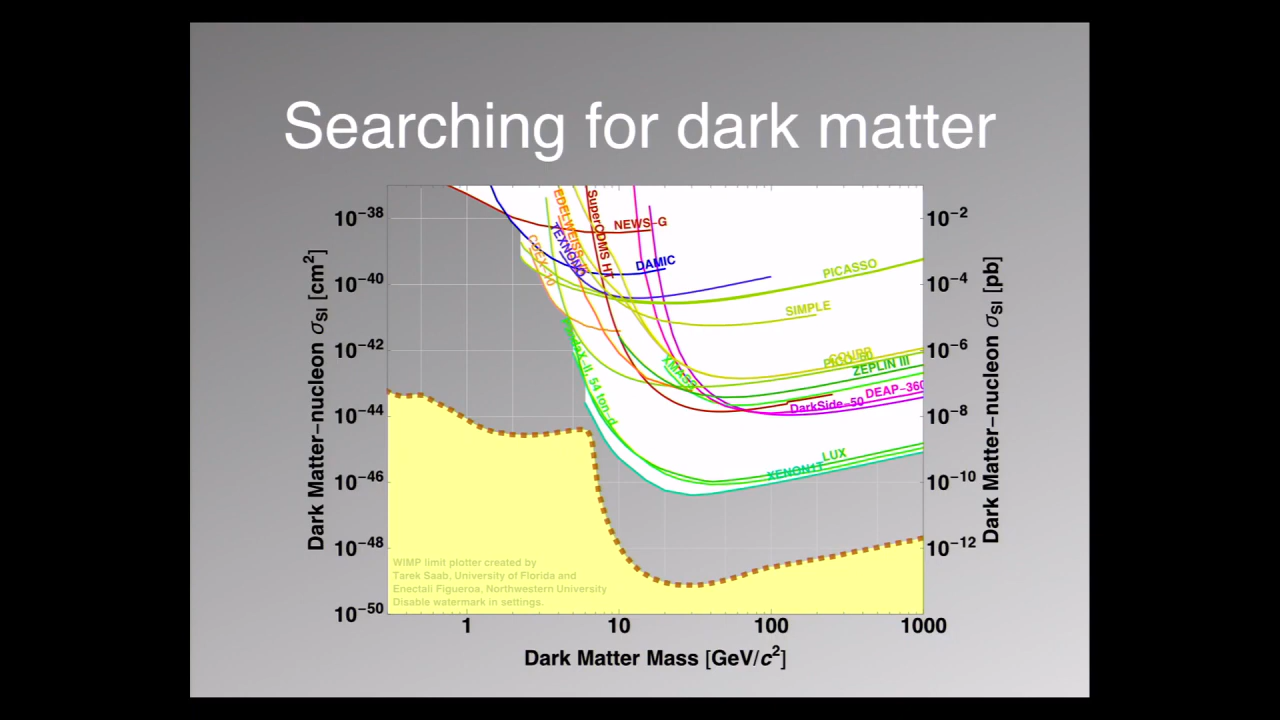 Searching for dark matter
10−38
10−40
10−42
10−44
10−46
10−48
10−50
Dark Matter−nucleon σSI [cm2]
NEWS-G
SuperCDMS HT
TEXNONO
CDEX-10
DAMIC
PICASSO
SIMPLE
COUPP
ZEPLIN III
XMASS
DEAP-360
DarkSide-50
LUX
XENON1T
WIMP limit plotter created by
Tarek Saab, University of Florida and
Enectali Figueroa, Northwestern University
Disable watermark in settings.
10−2
10−4
10−6
10−8
10−10
10−12
Dark Matter−nucleon σSI [pb]
1
10
100
1000
Dark Matter Mass [GeV/c2]